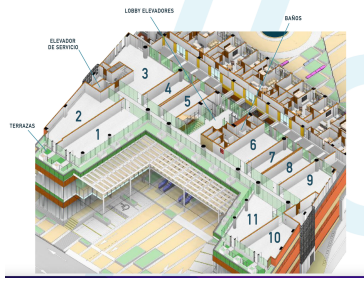 LOBBY ELEVADORES
BAÑOS
ELEVADOR
DE SERVICIO
TERRAZAS
3
4
5
2
1
6
7
8
9
11
10